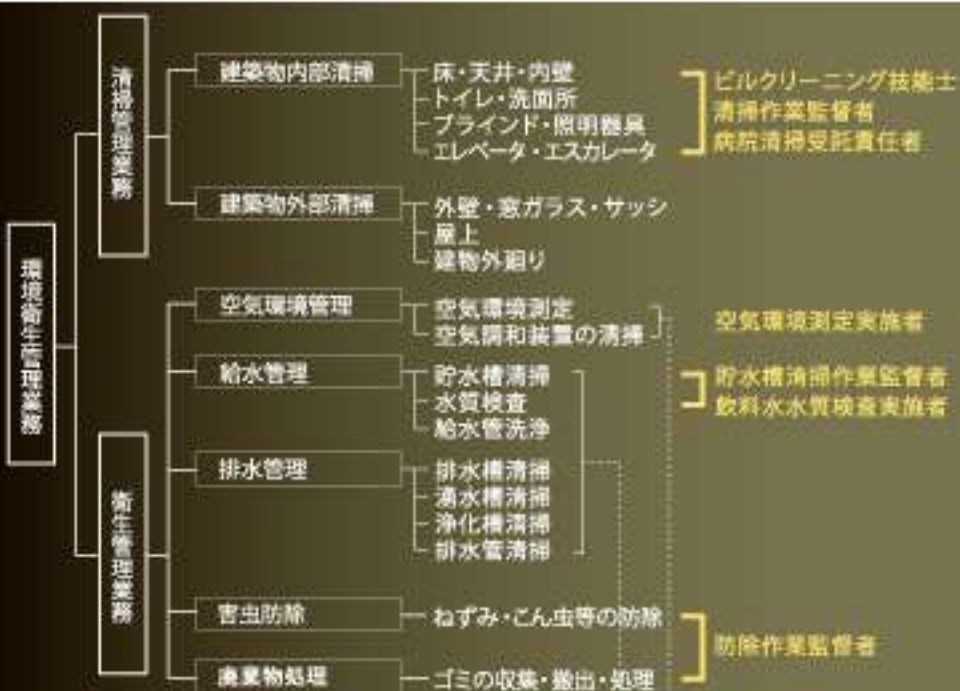 環境衛生管理業務
清掃管理業務
建築物内部清掃
床・天井・内壁
トイレ・洗面所
ブラインド・照明器具
エレベータ・エスカレータ
ビルクリーニング技能士
清掃作業監督者
病院清掃受託責任者
建築物外部清掃
外壁・窓ガラス・サッシ
屋上
建物外廻り
衛生管理業務
空気環境管理
空気環境測定
空気調和装置の清掃
空気環境測定実施者
給水管理
貯水槽清掃
水質検査
給水管洗浄
貯水槽清掃作業監督者
飲料水水質検査実施者
排水管理
排水槽清掃
湧水槽清掃
浄化槽清掃
排水管清掃
害虫防除
ねずみ・こん虫等の防除
防除作業監督者
廃棄物処理
ゴミの収集・搬出・処理